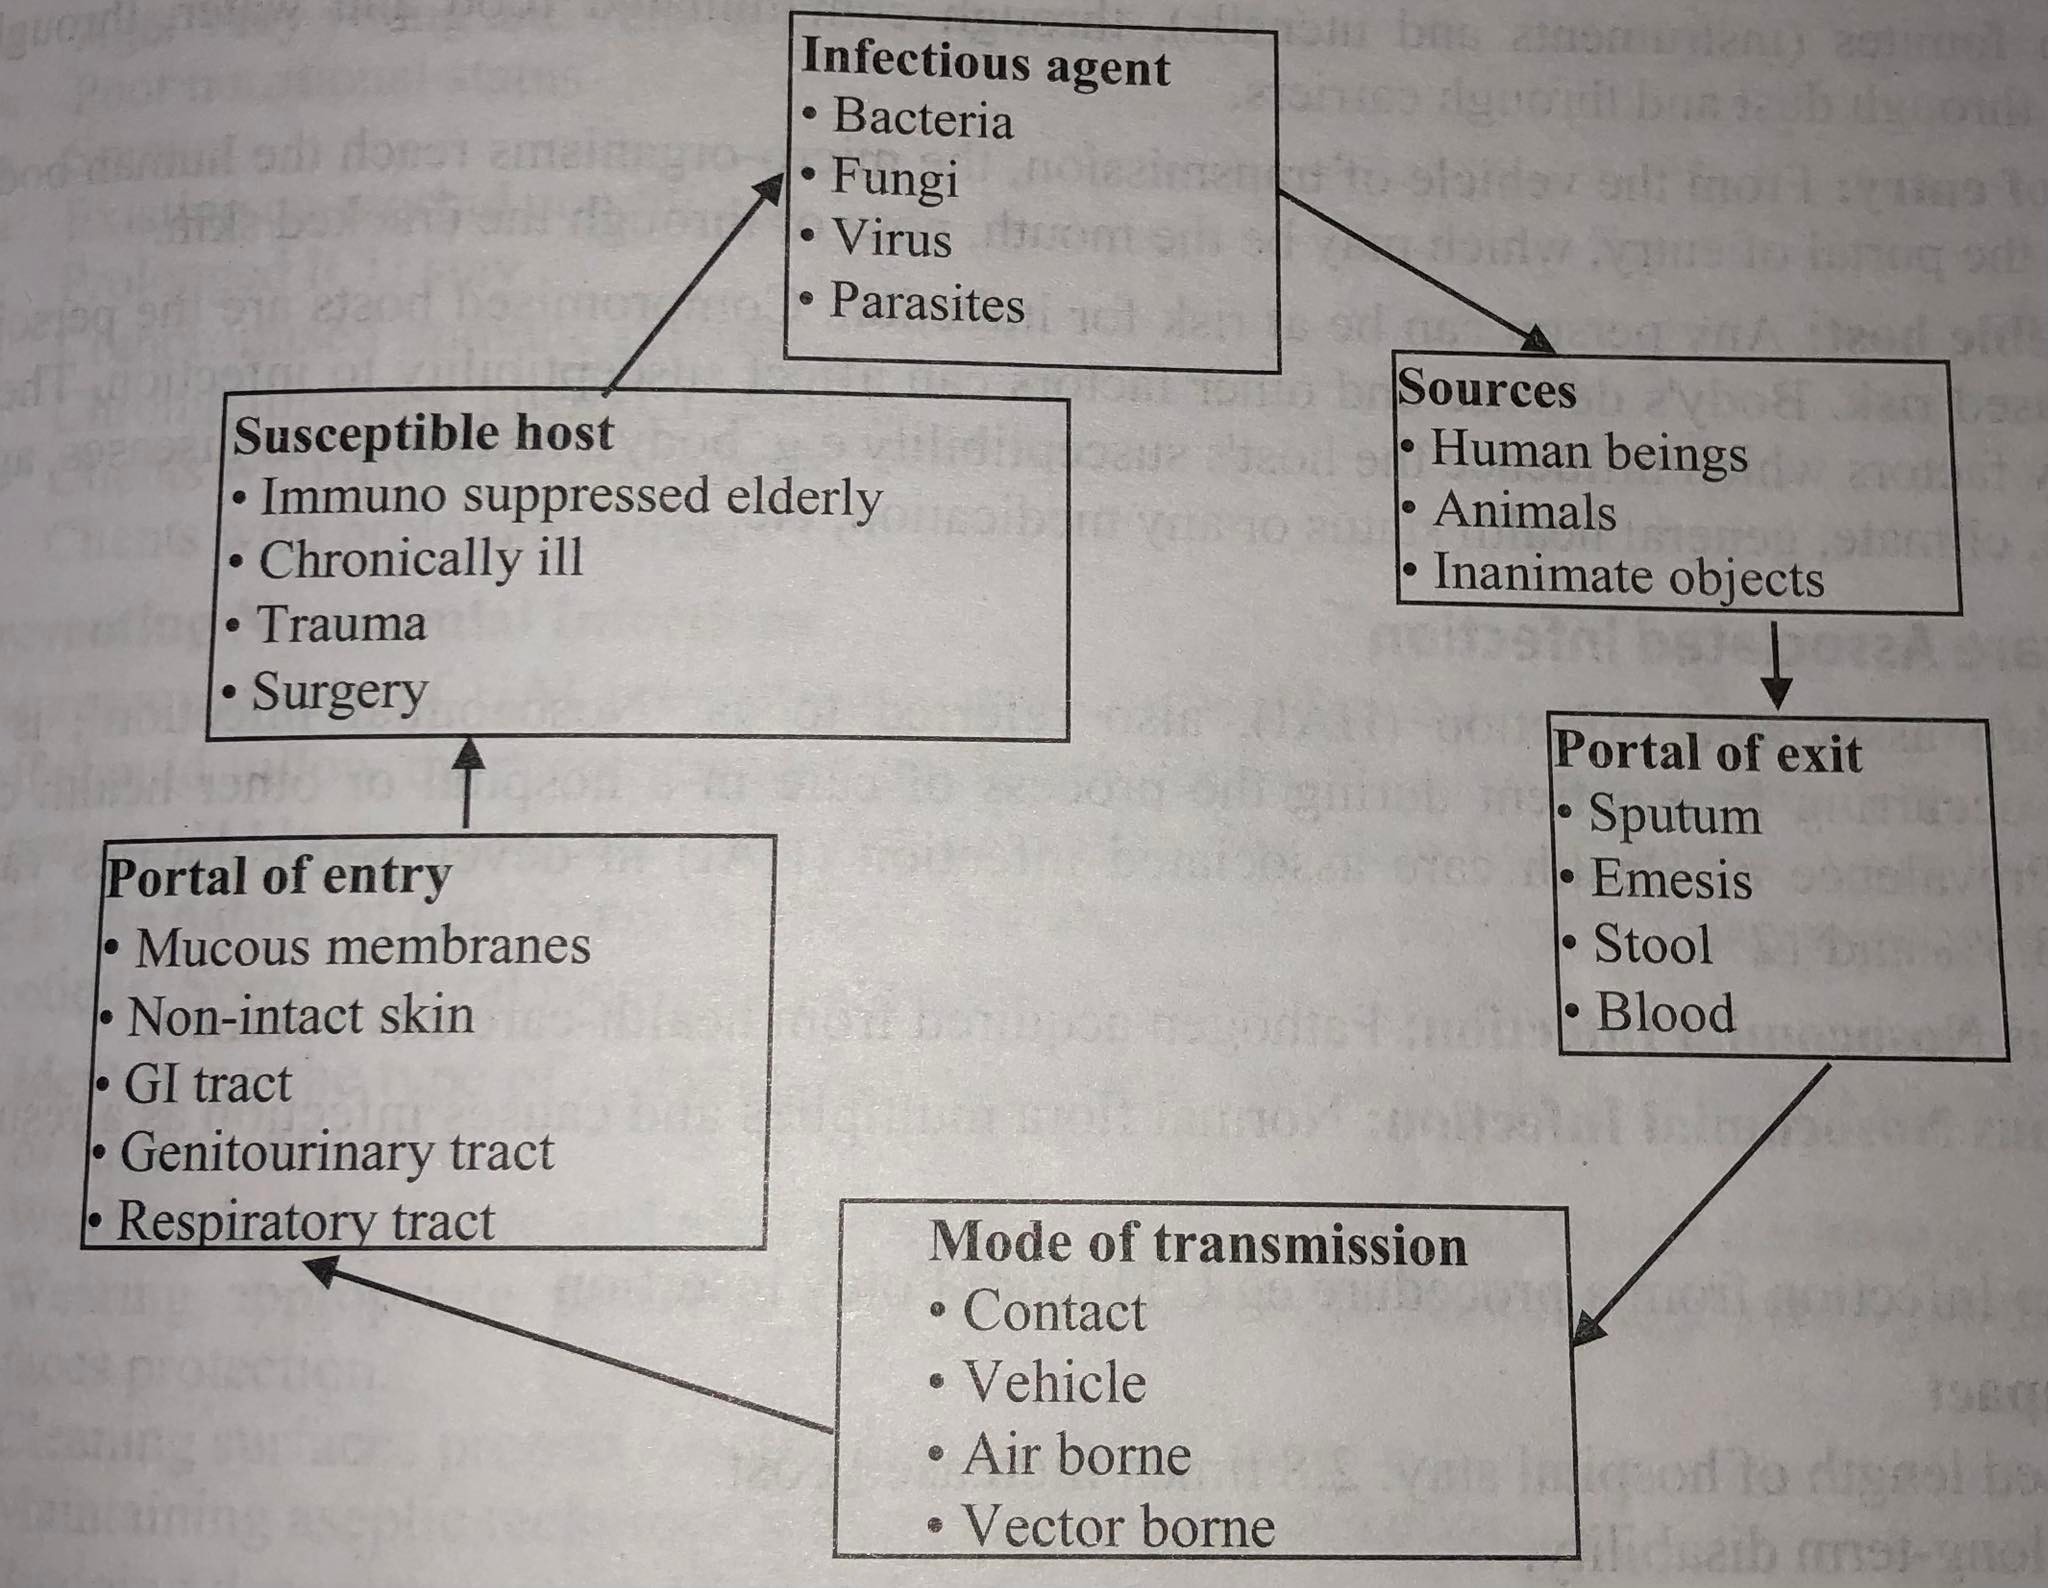 Infectious agent
• Bacteria
• Fungi
• Virus
• Parasites
Sources
• Human beings
• Animals
• Inanimate objects
Portal of exit
• Sputum
• Emesis
• Stool
• Blood
Mode of transmission
• Contact
• Vehicle
• Air borne
• Vector borne
Portal of entry
• Mucous membranes
• Non-intact skin
• GI tract
• Genitourinary tract
• Respiratory tract
Susceptible host
• Immuno suppressed elderly
• Chronically ill
• Trauma
• Surgery